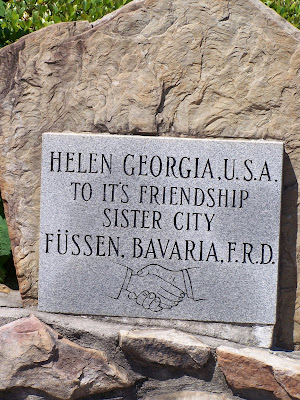 HELEN GEORGIA, U.S.A.
TO IT'S FRIENDSHIP
SISTER CITY
FÜSSEN, BAVARIA, F.R.D.